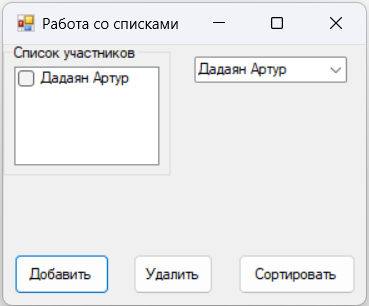 Работа со списками
Список участников
Дадаян Артур
Дадаян Артур
Добавить
Удалить
Сортировать